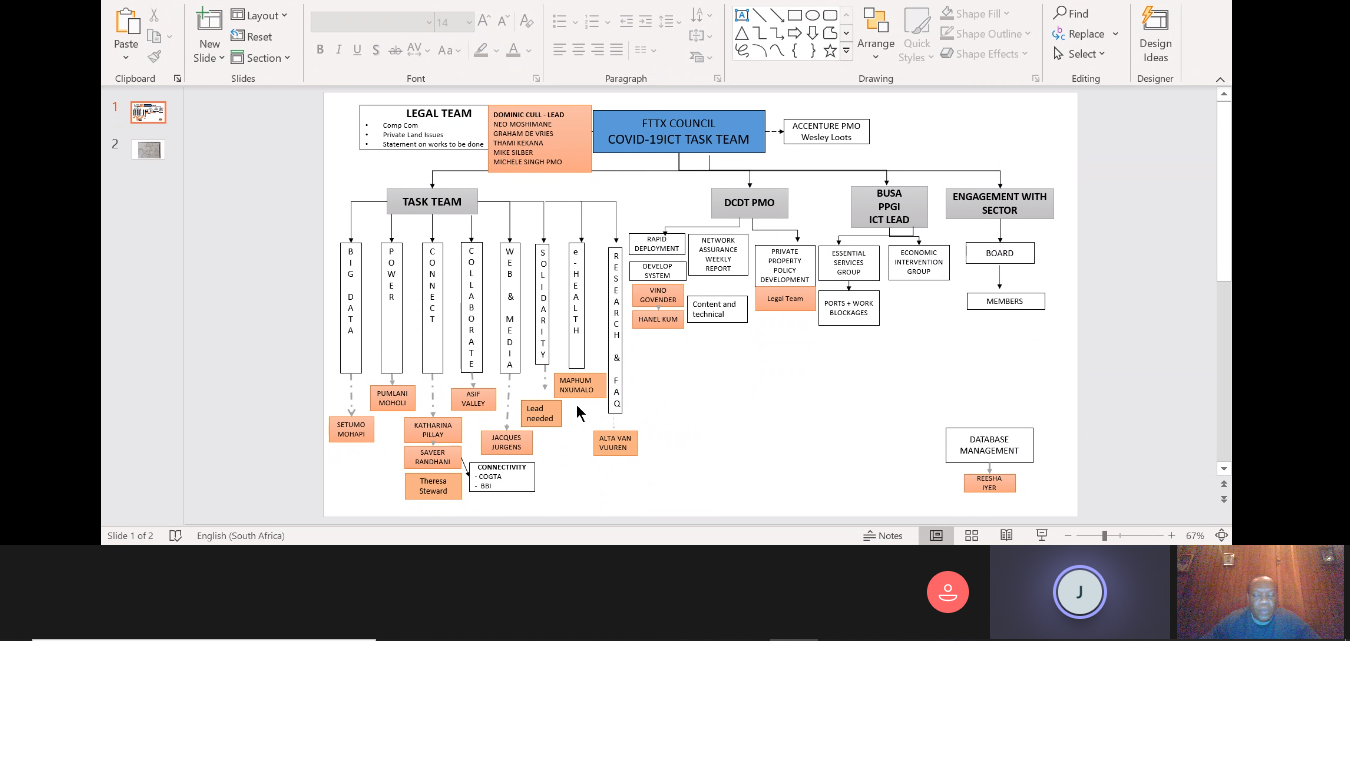 Paste
Clipboard
New
Slide
Layout
Reset
Section
Slides
14
B I U S ab AV Aa A
Font
Paragraph
Arrange
Quick
Styles
Shape Fill
Shape Outline
Shape Effects
Drawing
Find
Replace
Select
Editing
Design
Ideas
Designer
1
2
LEGAL TEAM
• Comp Com
• Private Land Issues
• Statement on works to be done
DOMINIC CULL - LEAD
NEO MOSHIMANE
GRAHAM DE VRIES
THAMI KEKANA
MIKE SILBER
MICHELE SINGH PMO
FTTX COUNCIL
COVID-19ICT TASK TEAM
ACCENTURE PMO
Wesley Loots
TASK TEAM
DCDT PMO
BUSA
PPGI
ICT LEAD
ENGAGEMENT WITH
SECTOR
BIG DATA
POWER
CONNECT
COLLABORATE
WEB & MEDIA
SOLIDARITY
e-HEALTH
RESEARCH & FAQ
RAPID
DEPLOYMENT
DEVELOP
SYSTEM
VINO
GOVENDER
HANEL KUM
NETWORK
ASSURANCE
WEEKLY
REPORT
Content and
technical
PRIVATE
PROPERTY
POLICY
DEVELOPMENT
Legal Team
ESSENTIAL
SERVICES
GROUP
PORTS + WORK
BLOCKAGES
ECONOMIC
INTERVENTION
GROUP
BOARD
MEMBERS
SETUMO
MOHAPI
PUMLANI
MOHOLI
KATHARINA
PILLAY
SAVEER
RANDHANI
Theresa
Steward
ASIF
VALLEY
CONNECTIVITY
- COGTA
- BBI
JACQUES
JURGENS
Lead
needed
MAPHUM
NXUMALO
ALTA VAN
VUUREN
DATABASE
MANAGEMENT
REESHA
IYER
Slide 1 of 2
English (South Africa)
Notes
67%
J